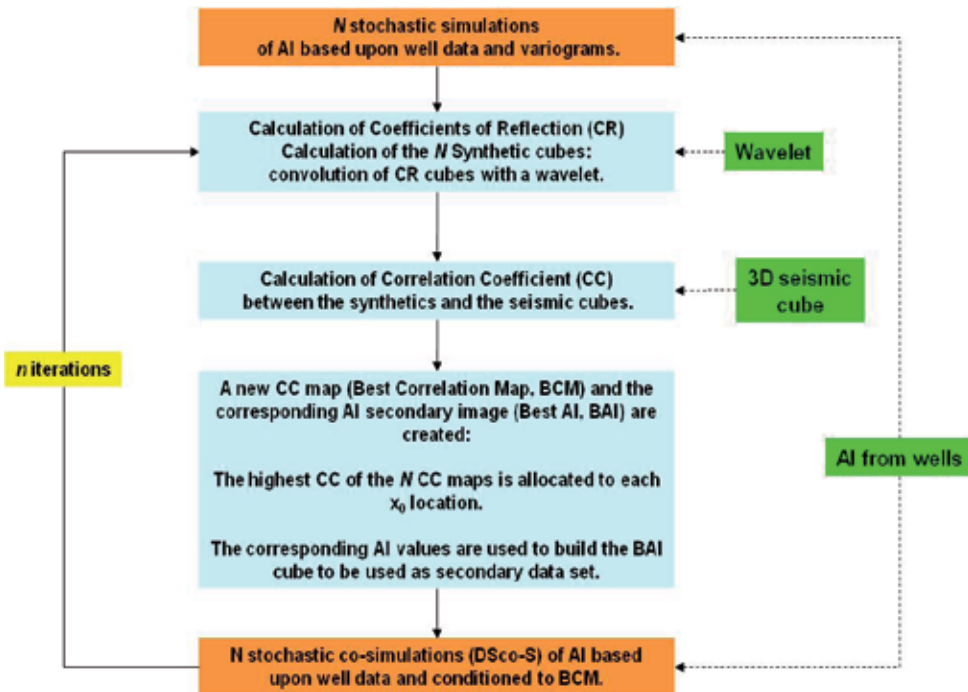 N stochastic simulations
of AI based upon well data and variograms.
Calculation of Coefficients of Reflection (CR)
Calculation of the N Synthetic cubes:
convolution of CR cubes with a wavelet.
Wavelet
Calculation of Correlation Coefficient (CC)
between the synthetics and the seismic cubes.
3D seismic
cube
n iterations
A new CC map (Best Correlation Map, BCM) and the
corresponding AI secondary image (Best AI, BAI) are
created:
The highest CC of the N CC maps is allocated to each
x₀ location.
The corresponding AI values are used to build the BAI
cube to be used as secondary data set.
AI from wells
N stochastic co-simulations (DSco-S) of AI based
upon well data and conditioned to BCM.